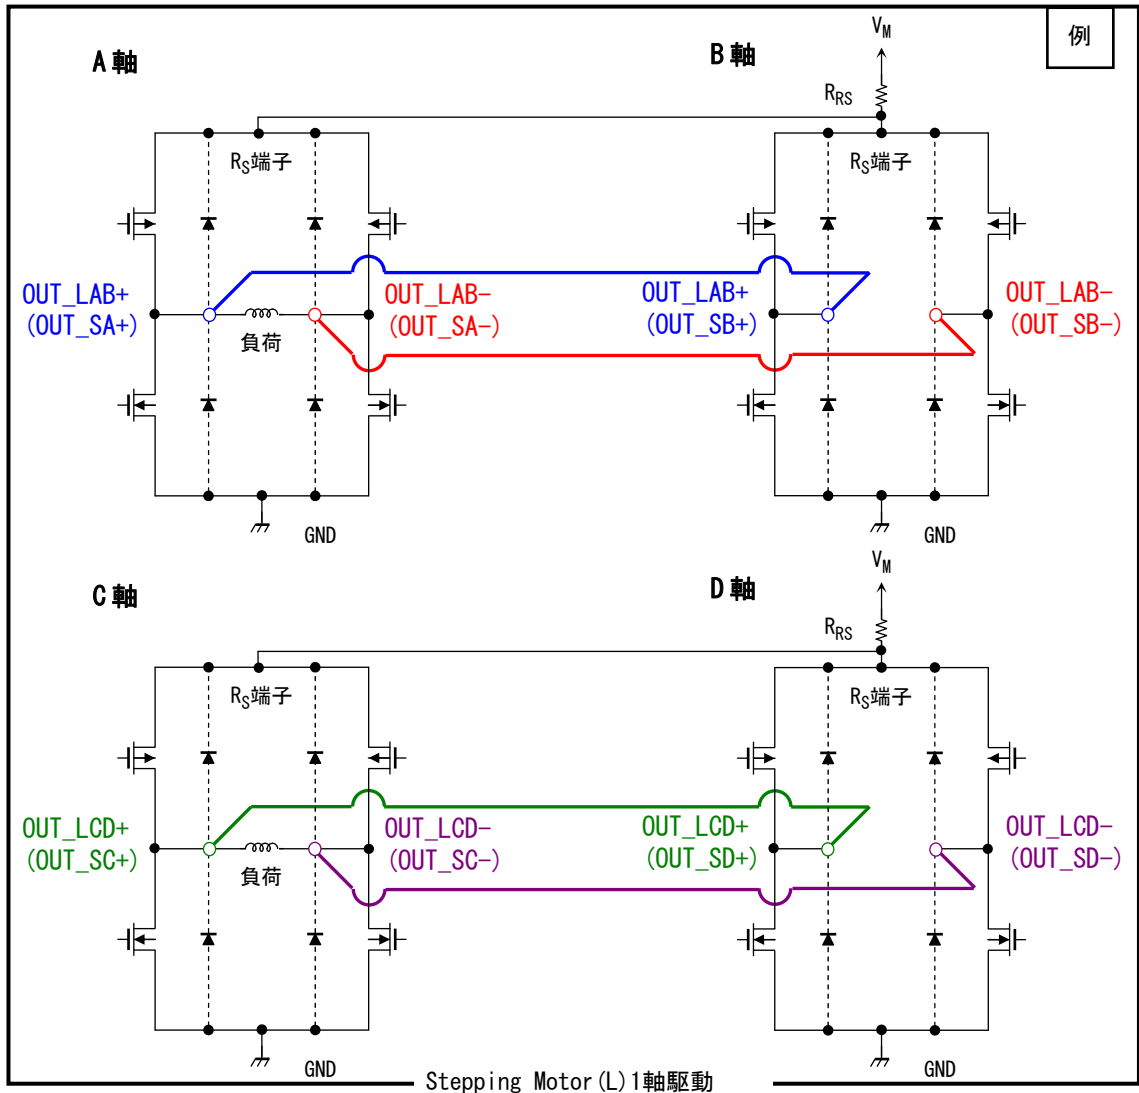 例
A軸
B軸
VM
RRS
RS端子
RS端子
OUT_LAB+
(OUT_SA+)
負荷
OUT_LAB-
(OUT_SA-)
OUT_LAB+
(OUT_SB+)
OUT_LAB-
(OUT_SB-)
GND
GND
C軸
D軸
VM
RRS
RS端子
RS端子
OUT_LCD+
(OUT_SC+)
負荷
OUT_LCD-
(OUT_SC-)
OUT_LCD+
(OUT_SD+)
OUT_LCD-
(OUT_SD-)
GND
GND
Stepping Motor(L)1軸駆動